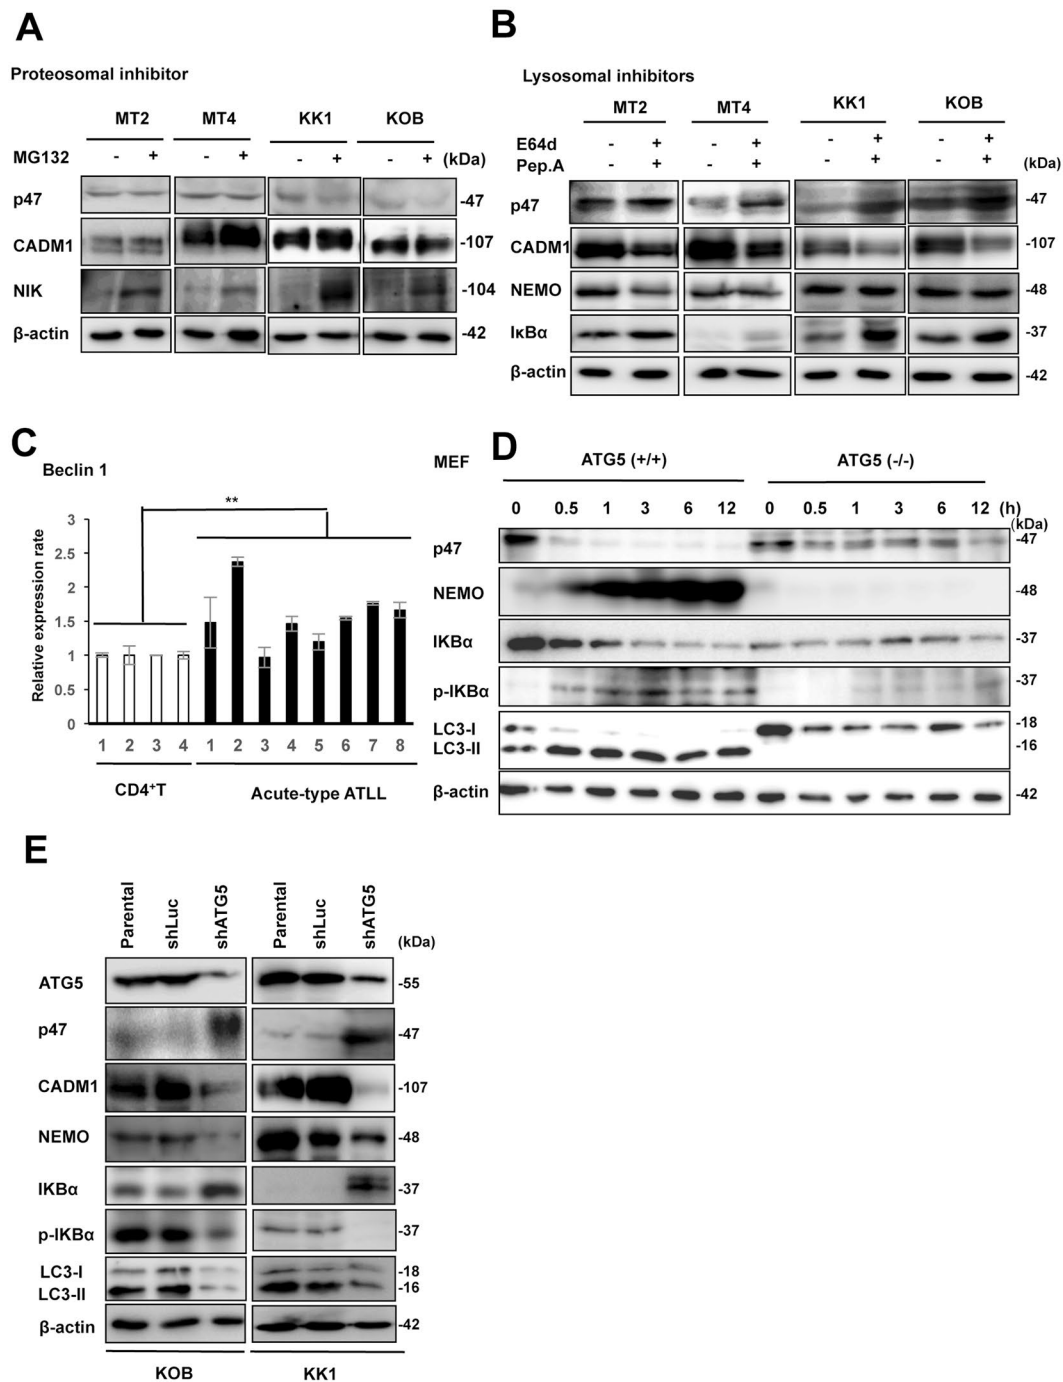 A
Proteosomal inhibitor
MT2 MT4 KK1 KOB
MG132 - + - + - + - + (kDa)
p47 -47
CADM1 -107
NIK -104
β-actin -42
B
Lysosomal inhibitors
MT2 MT4 KK1 KOB
E64d - + - + - + - +
Pep.A - + - + - + - + (kDa)
p47 -47
CADM1 -107
NEMO -48
IκBα -37
β-actin -42
C
Beclin 1
**
Relative expression rate
3
2.5
2
1.5
1
0.5
0
1 2 3 4 1 2 3 4 5 6 7 8
CD4⁺T Acute-type ATLL
D
MEF ATG5 (+/+) ATG5 (-/-)
0 0.5 1 3 6 12 0 0.5 1 3 6 12 (h)
(kDa)
p47 -47
NEMO -48
IKBα -37
p-IKBα -37
LC3-I -18
LC3-II -16
β-actin -42
E
Parental shLuc shATG5 Parental shLuc shATG5 (kDa)
ATG5 -55
p47 -47
CADM1 -107
NEMO -48
IKBα -37
p-IKBα -37
LC3-I -18
LC3-II -16
β-actin -42
KOB KK1